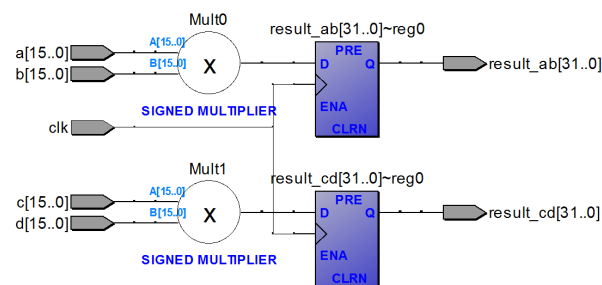 Mult0
result_ab[31..0]~reg0
a[15..0]
A[15..0]
b[15..0]
B[15..0]
X
PRE
D
Q
ENA
CLRN
result_ab[31..0]
SIGNED MULTIPLIER
clk
Mult1
result_cd[31..0]~reg0
c[15..0]
A[15..0]
d[15..0]
B[15..0]
X
PRE
D
Q
ENA
CLRN
result_cd[31..0]
SIGNED MULTIPLIER